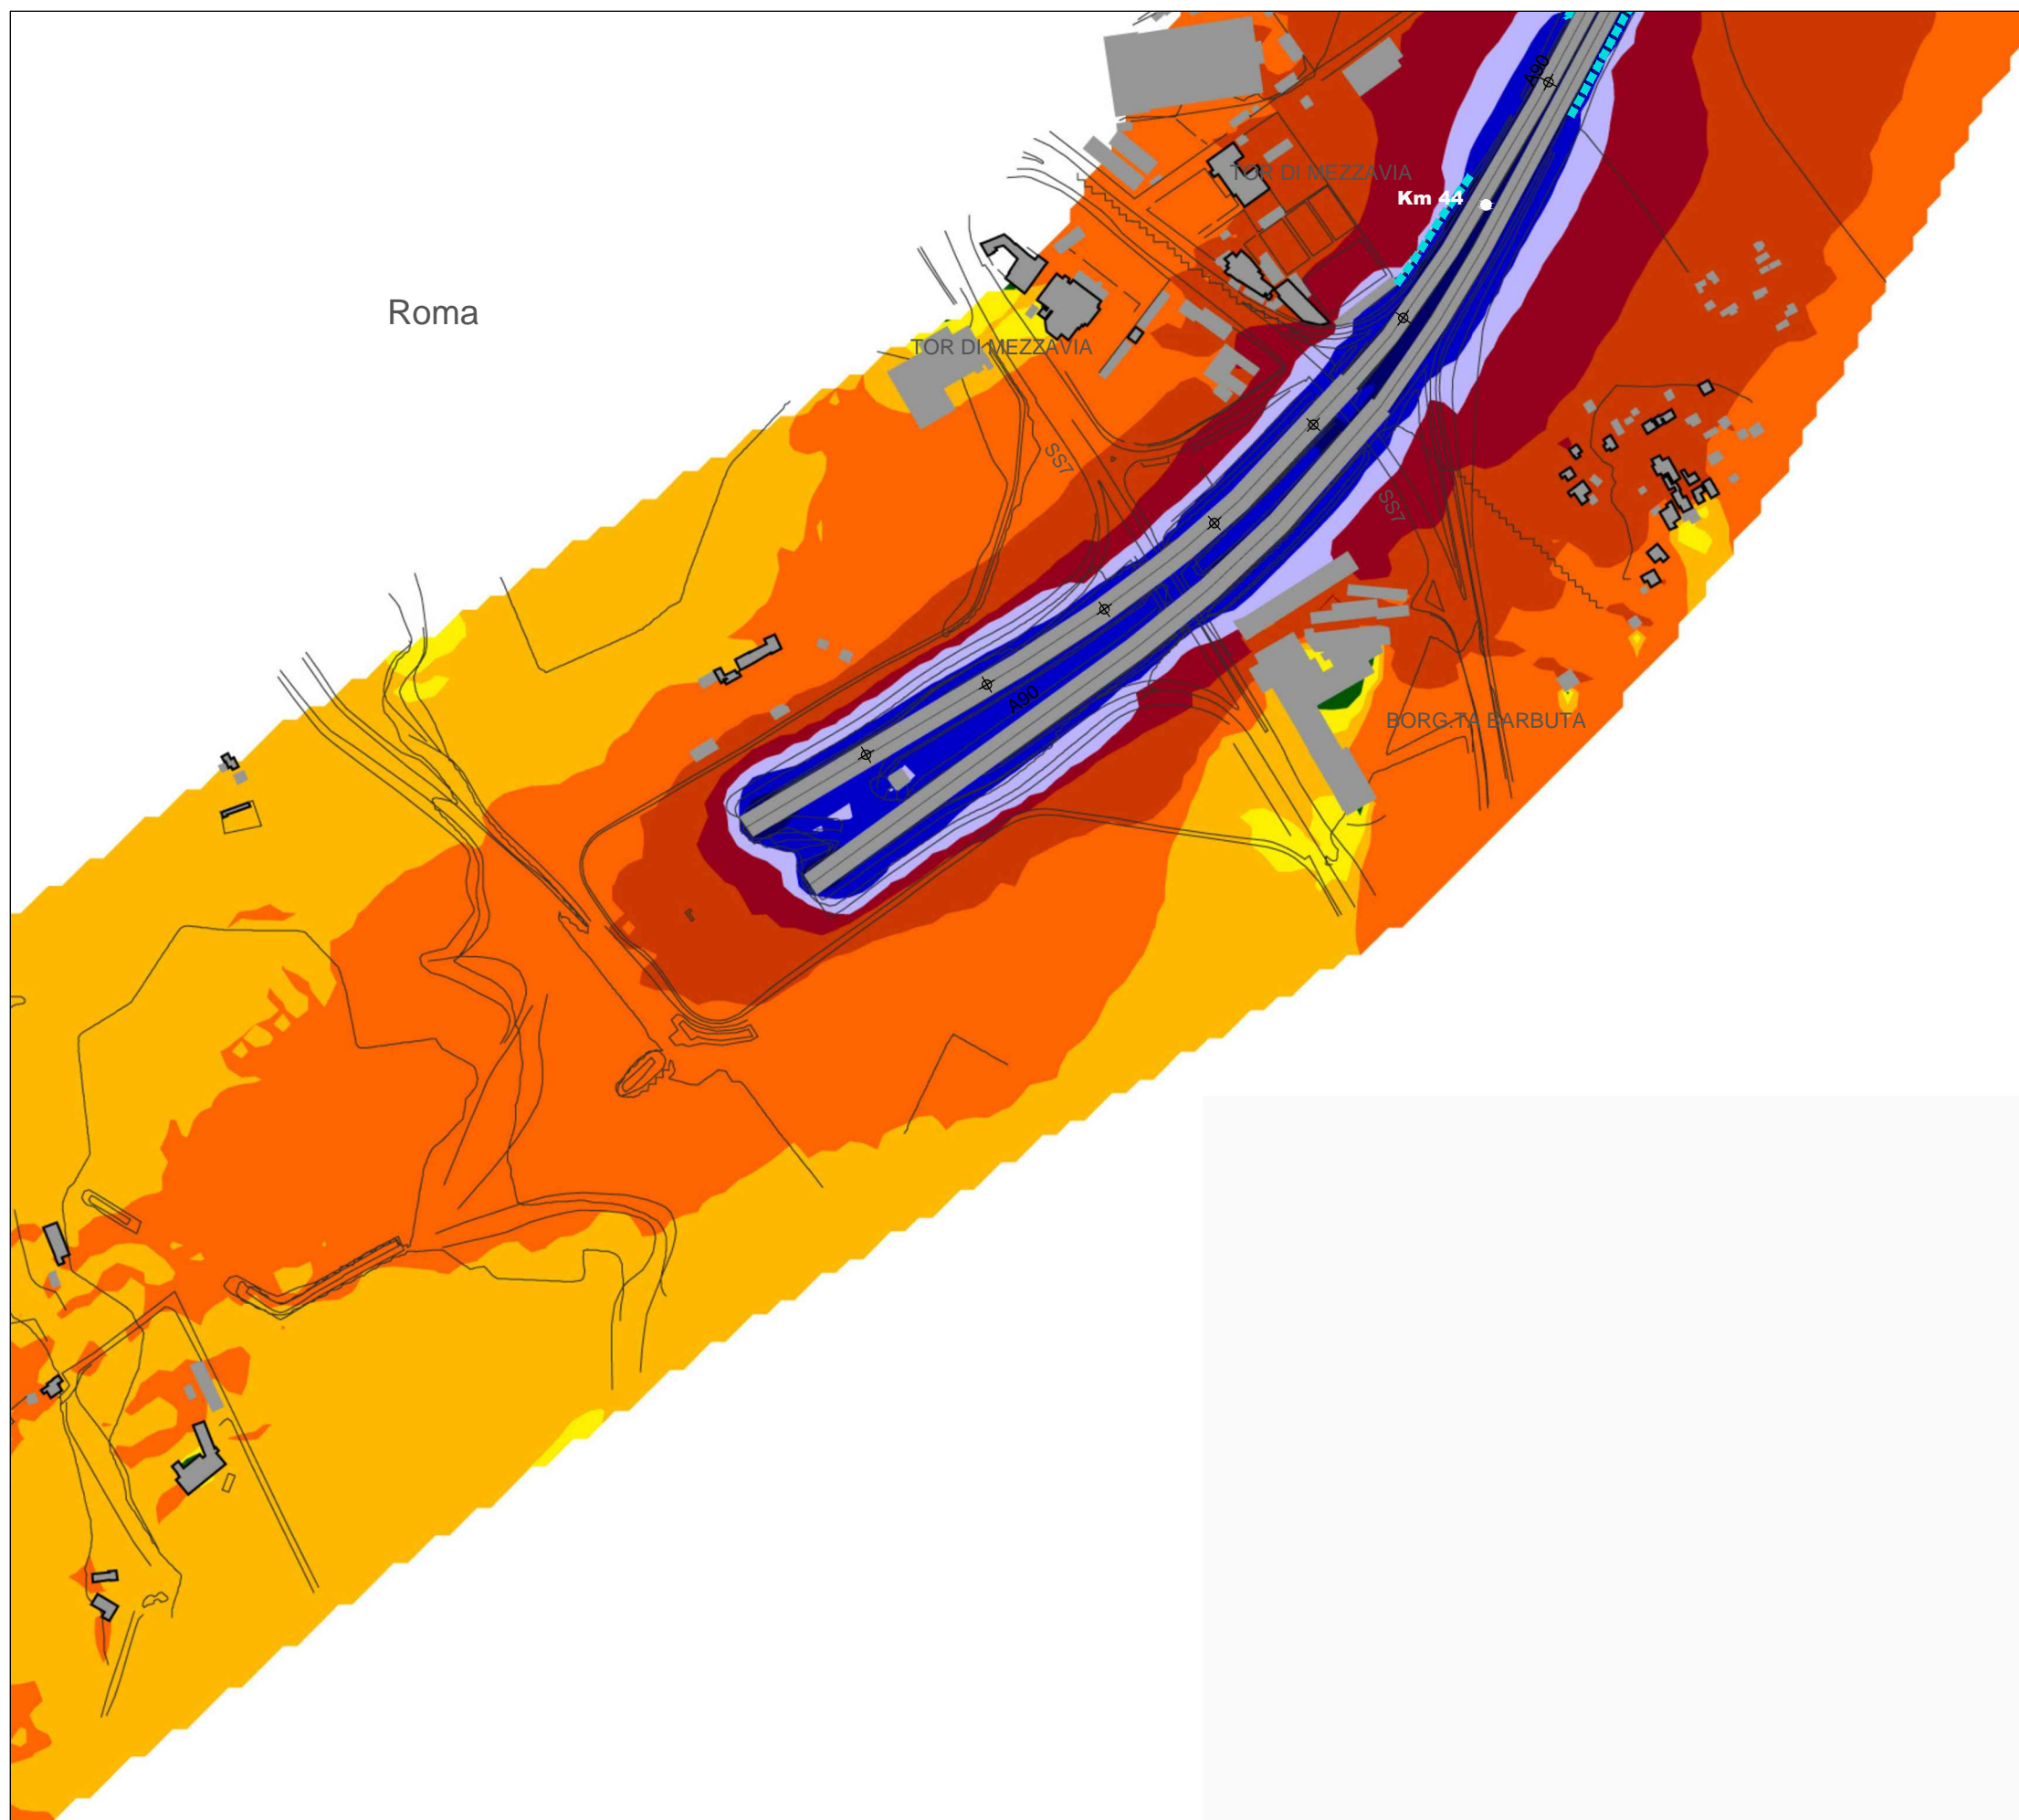 A90
TOR DI MEZZAVIA
Km 44
Roma
TOR DI MEZZAVIA
SS7
SS7
A90
BORG.TA BARBUTA